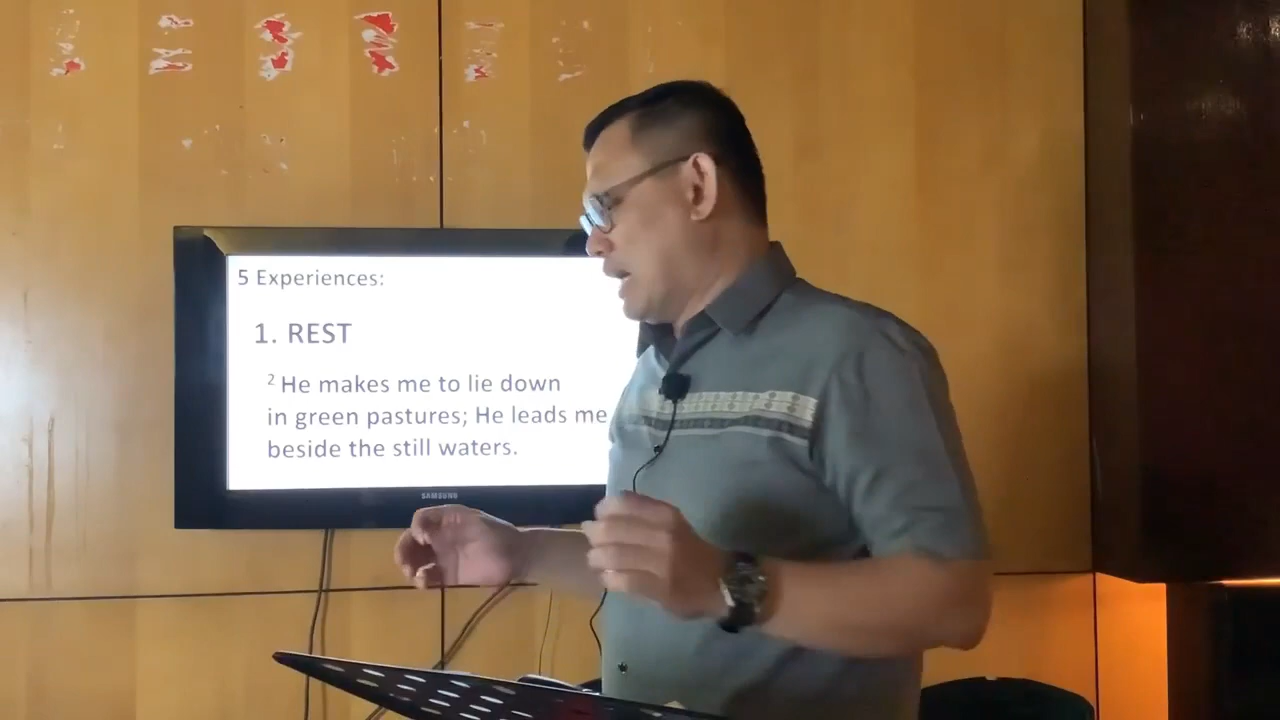 5 Experiences:
1. REST
2 He makes me to lie down
in green pastures; He leads me
beside the still waters.
SAMSUNG